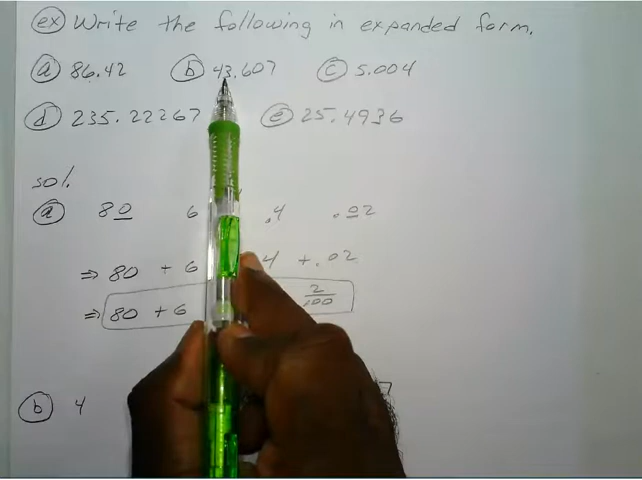 ex Write the following in expanded form.
a 86.42 b 43.607 c 5.004
d 235.22267 e 25.4936
sol.
a 80 6 .4 .02
⇒ 80 + 6 4 + .02
⇒ 80 + 6 2/100
b 4 7